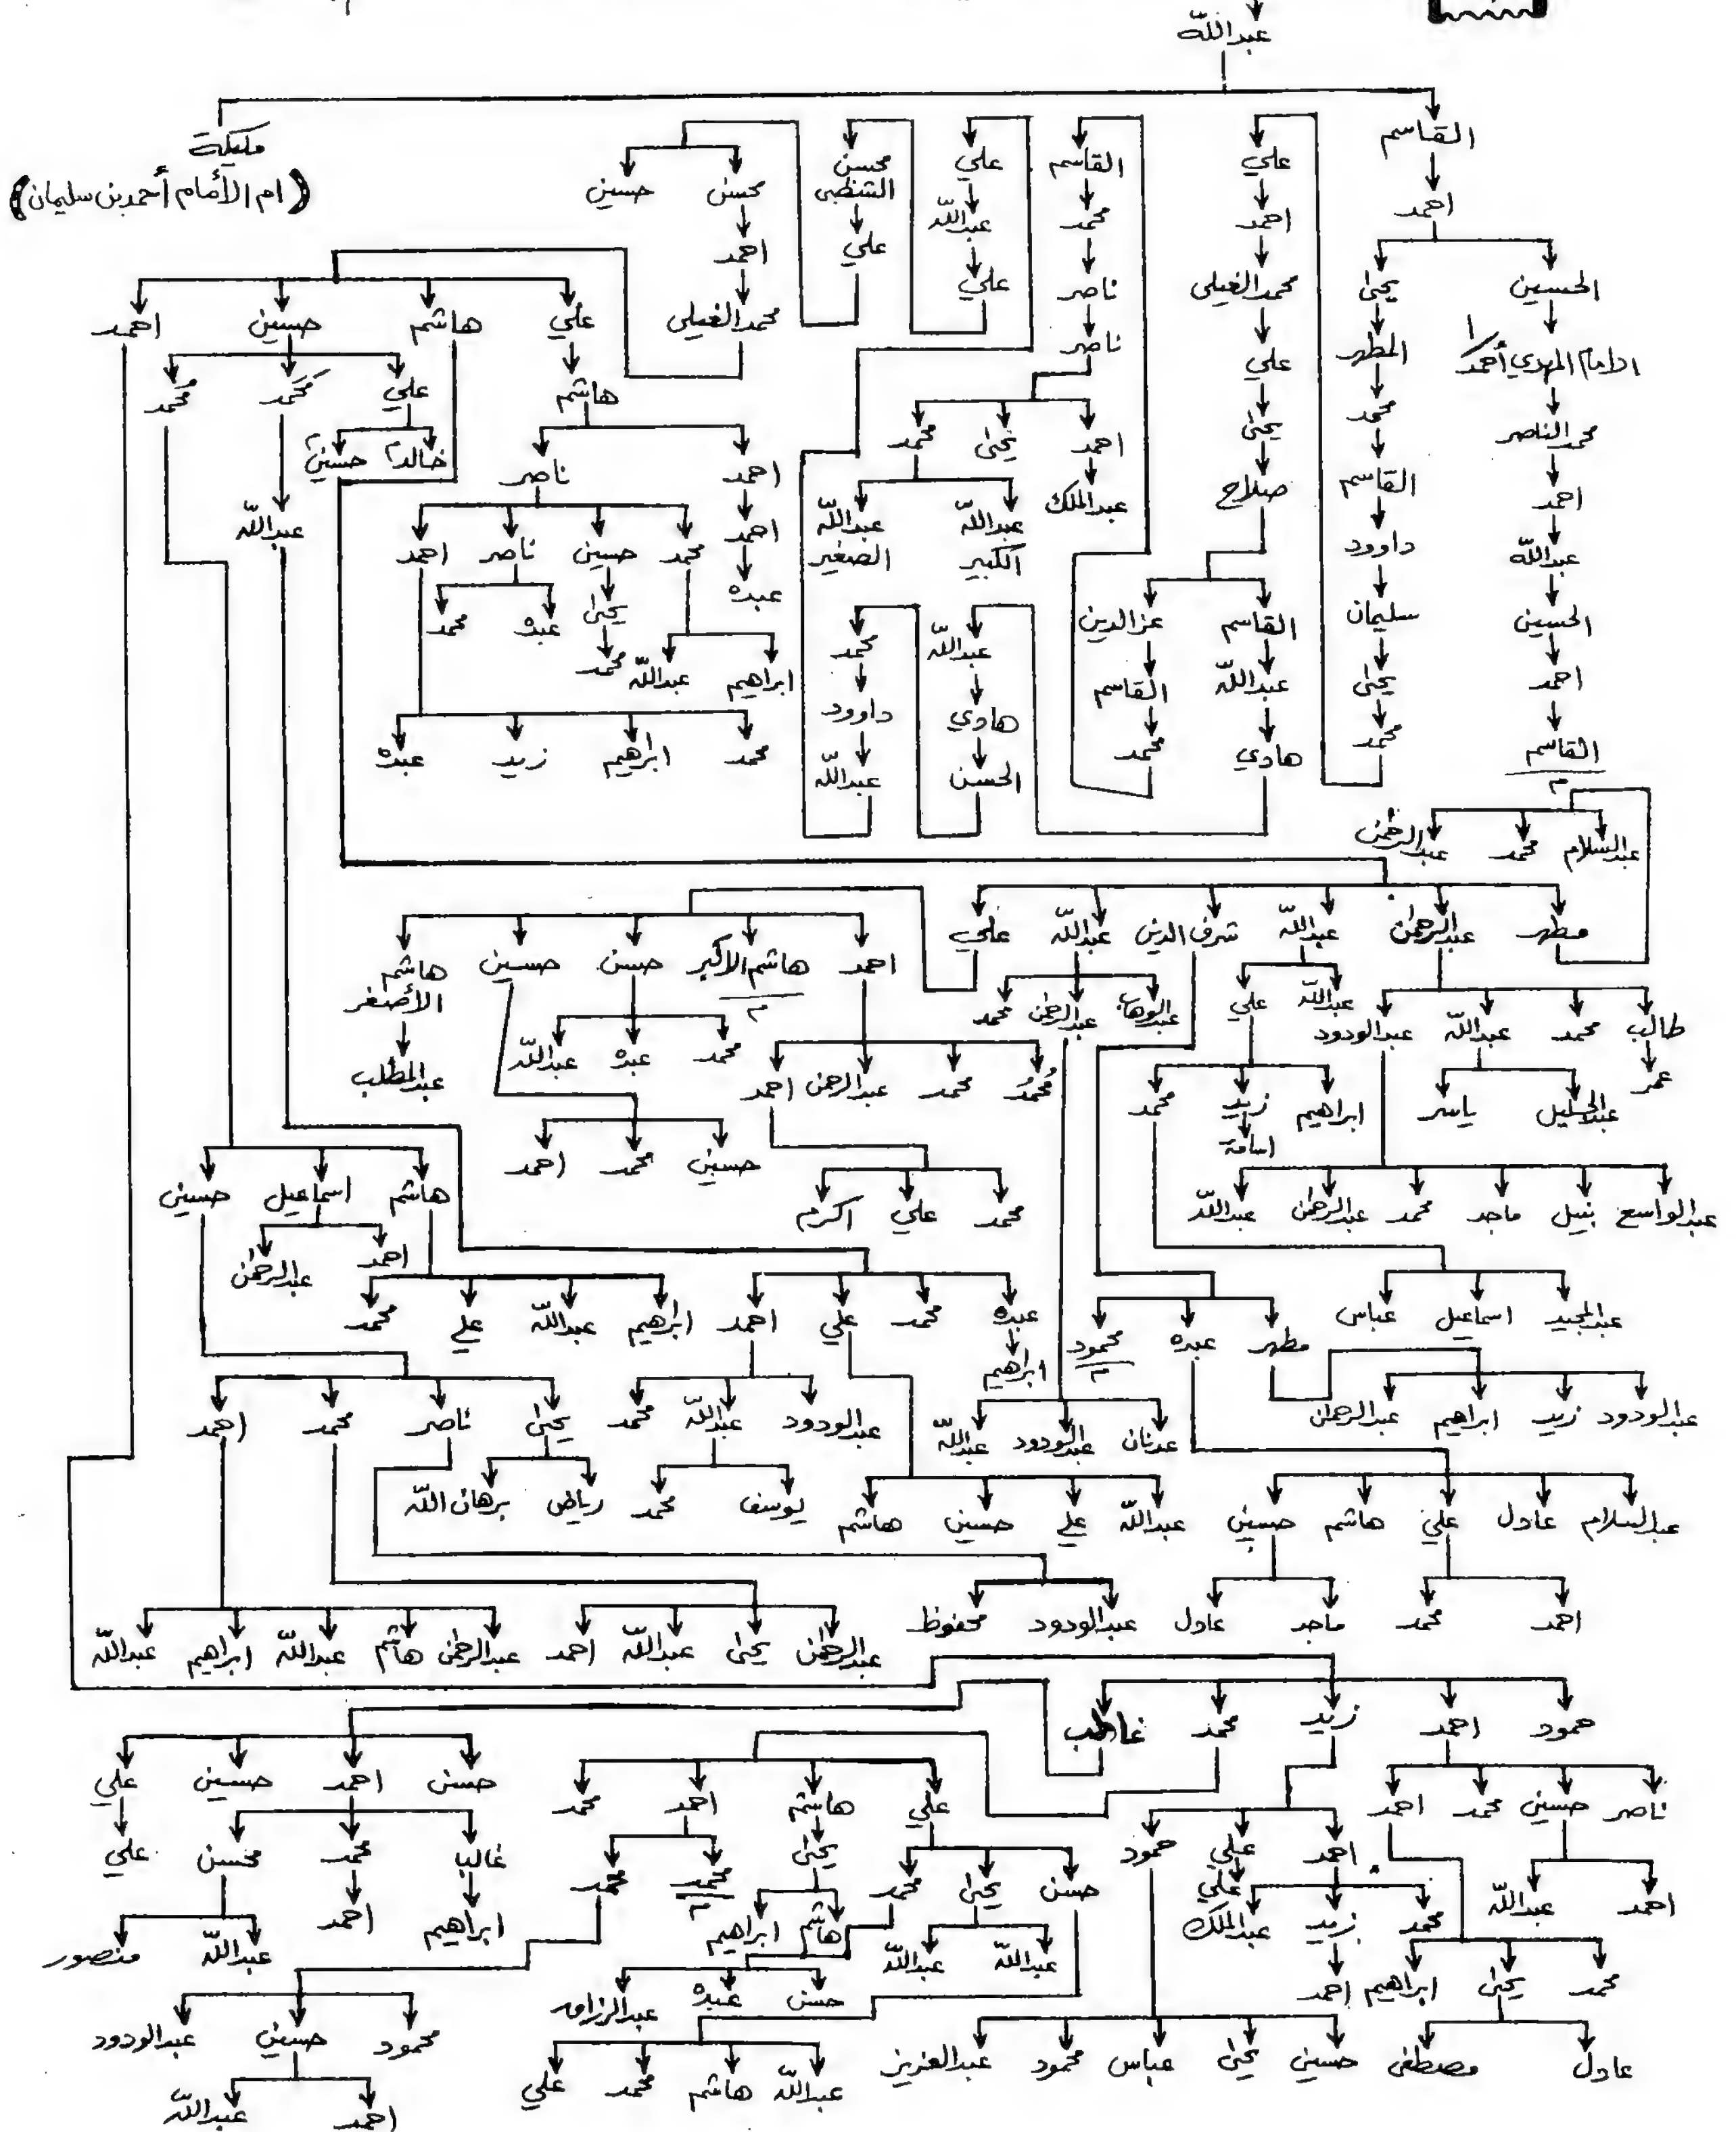 عبدالله
القاسم
مليكة
(ام الأمام أحمد بن سليمان)
احمد
علي
القاسم
علي
محسن الشظبي
محسن
حسين
الحسين
يحيى
احمد
محمد
عبدالله
علي
احمد
الامام المهدي أحمد
المطهر
محمد الغيلي
ناصر
علي
محمد الغيلي
علي
هاشم
حسين
احمد
محمد الناصر
محمد
علي
ناصر
هاشم
علي
محمد
محمد
احمد
القاسم
يحيى
احمد
يحيى
محمد
احمد
ناصر
خالد
حسين
عبدالله
داوود
صلاح
عبدالملك
عبدالله الكبير
عبدالله الصغير
احمد
محمد
حسين
ناصر
احمد
عبدالله
الحسين
سليمان
القاسم
عزالدين
عبدالله
محمد
عبده
يحيى
عبده
محمد
احمد
يحيى
عبدالله
القاسم
هادي
داوود
ابراهيم
عبدالله
محمد
القاسم
محمد
هادي
محمد
الحسن
عبدالله
محمد
ابراهيم
زيد
عبده
عبدالسلام
محمد
عبدالرحمن
مطهر
عبدالرحمن
عبدالله
شرف الدين
عبدالله
علي
احمد
هاشم الاكبر
حسن
حسين
هاشم الأصغر
طالب
محمد
عبدالله
عبدالودود
عبدالله
علي
عبدالوهاب
عبدالرحمن
محمد
محمد
عبده
عبدالله
عبدالمطلب
عمر
عبدالجليل
ياسر
ابراهيم
زيد
محمد
محمد
محمد
عبدالرحمن
احمد
اسامة
حسين
محمد
احمد
عبدالواسع
نبيل
ماجد
محمد
عبدالرحمن
عبدالله
محمد
علي
اكرم
هاشم
اسماعيل
حسين
احمد
عبدالرحمن
عبدالمجيد
اسماعيل
عباس
مطهر
عبده
محمود
عبده
محمد
علي
احمد
ابراهيم
عبدالله
علي
محمد
ابراهيم
عبدالودود
زيد
ابراهيم
عبدالرحمن
عدنان
عبدالودود
عبدالله
عبدالودود
عبدالله
محمد
يحيى
ناصر
محمد
احمد
عبدالسلام
عادل
علي
هاشم
حسين
عبدالله
علي
حسين
هاشم
يوسف
محمد
رياض
برهان الله
احمد
محمد
ماجد
عادل
عبدالودود
محفوظ
عبدالرحمن
يحيى
عبدالله
احمد
عبدالرحمن
هاشم
عبدالله
ابراهيم
عبدالله
حمود
احمد
زيد
محمد
ناصر
حسين
محمد
احمد
احمد
علي
حمود
علي
هاشم
احمد
محمد
حسن
احمد
حسين
علي
احمد
عبدالله
علي
محمد
زيد
عبدالملك
حسن
يحيى
محمد
يحيى
محمد
محمد
غالب
محمد
محسن
علي
محمد
يحيى
ابراهيم
احمد
عبدالله
عبدالله
هاشم
ابراهيم
ابراهيم
احمد
عبدالله
منصور
عادل
مصطفى
حسين
يحيى
عباس
محمود
عبدالعزيز
حسن
عبده
عبدالرزاق
محمود
حسين
عبدالودود
عبدالله
هاشم
محمد
علي
احمد
عبدالله